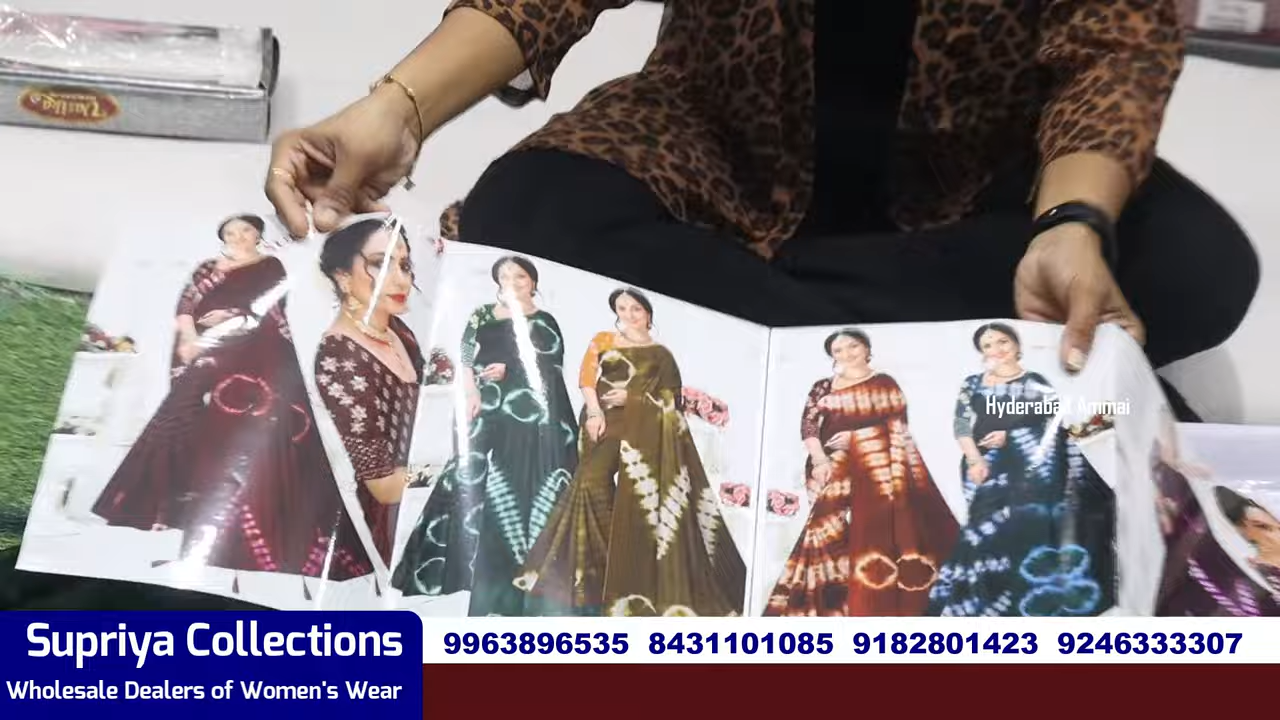 Hyderabad Ammai
Supriya Collections
Wholesale Dealers of Women's Wear
9963896535 8431101085 9182801423 9246333307